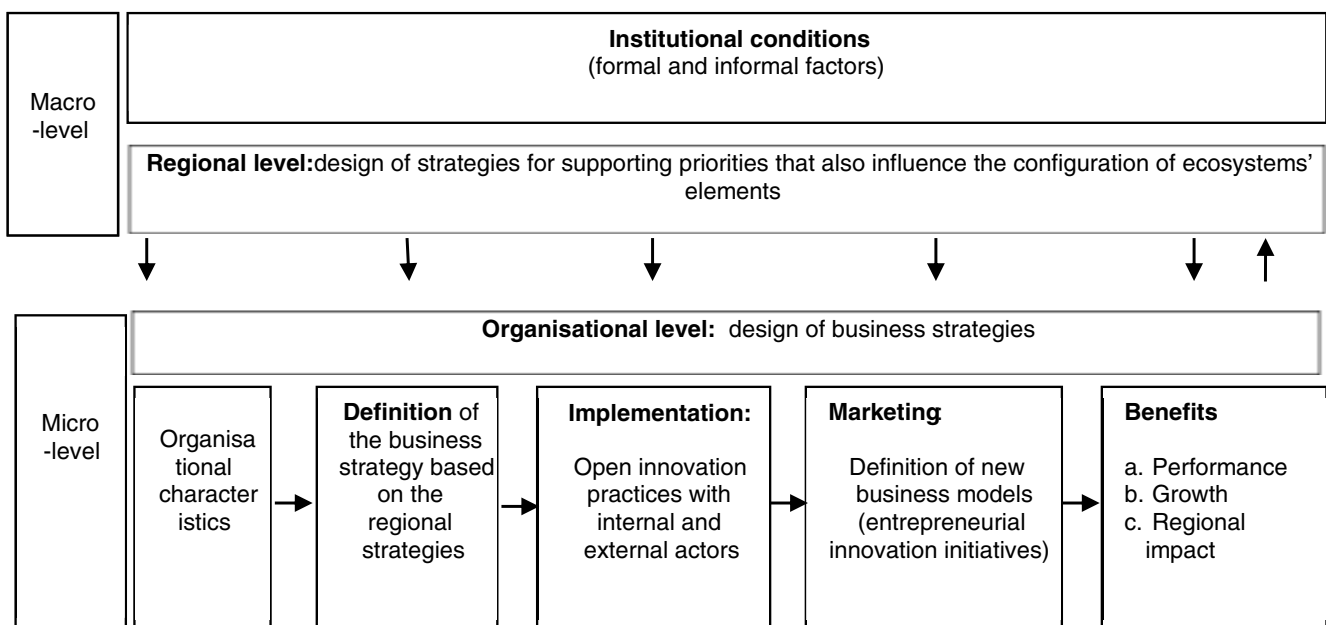 Institutional conditions
(formal and informal factors)
Macro
-level
Regional level:design of strategies for supporting priorities that also influence the configuration of ecosystems'
elements
Organisational level: design of business strategies
Micro
-level
Organisa
tional
character
istics
Definition of
the business
strategy based
on the
regional
strategies
Implementation:
Open innovation
practices with
internal and
external actors
Marketing:
Definition of new
business models
(entrepreneurial
innovation initiatives)
Benefits
a. Performance
b. Growth
c. Regional
impact